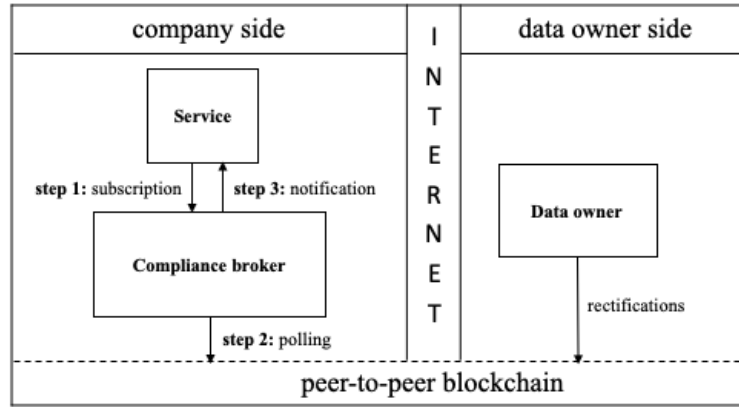 company side
data owner side
INTERNET
Service
step 1: subscription
step 3: notification
Compliance broker
Data owner
rectifications
step 2: polling
peer-to-peer blockchain